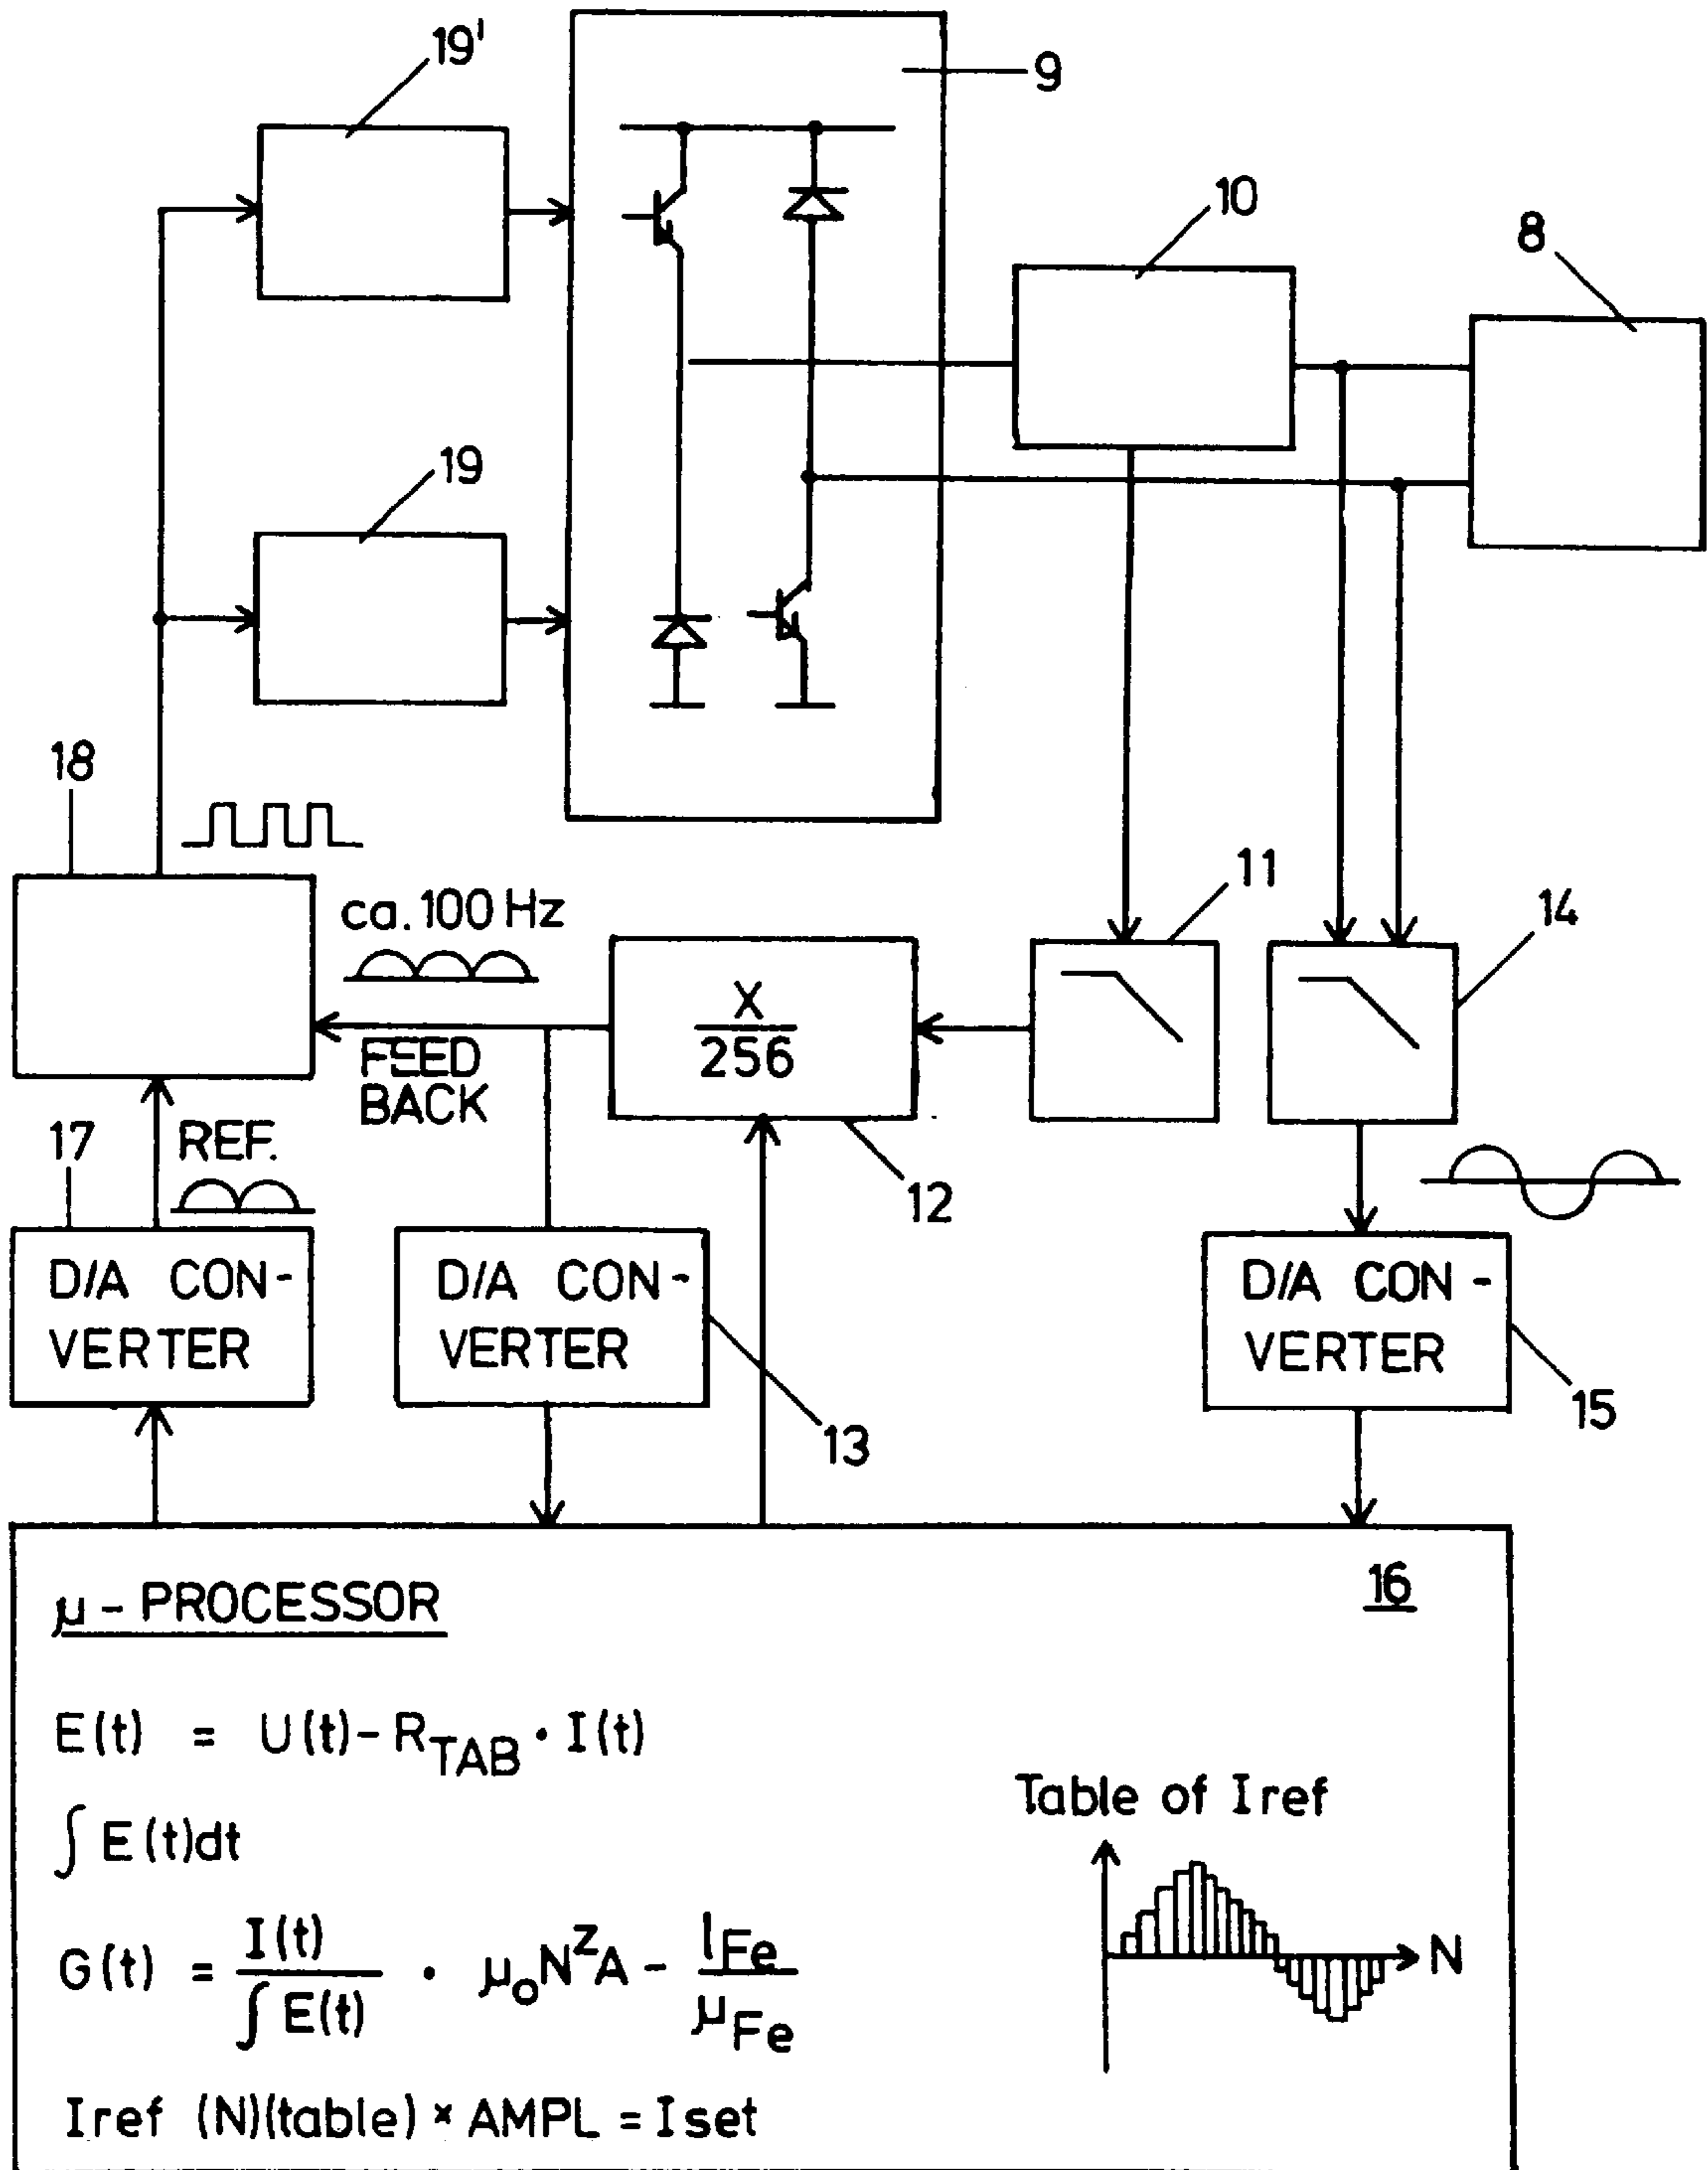 19'
9
10
8
19
18
ca. 100 Hz
11
14
X
256
FEED
BACK
17
REF.
12
D/A CON-
VERTER
D/A CON-
VERTER
D/A CON-
VERTER
13
15
μ - PROCESSOR
16
E(t) = U(t) - R_TAB · I(t)
∫ E(t)dt
Table of Iref
N
G(t) = I(t) / ∫ E(t) · μ₀N^zA - l_Fe / μ_Fe
Iref (N)(table) × AMPL = Iset